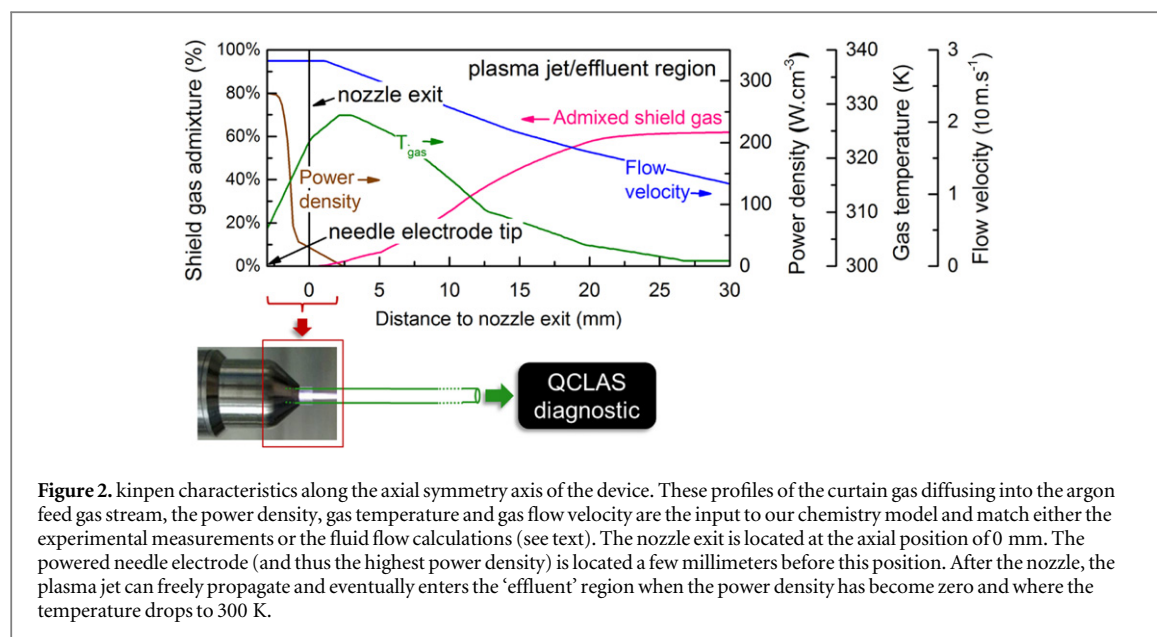 100%
80%
60%
40%
20%
0%
Shield gas admixture (%)
plasma jet/effluent region
nozzle exit
Admixed shield gas
T_gas
Power
density
Flow
velocity
needle electrode tip
0
5
10
15
20
25
30
Distance to nozzle exit (mm)
300
200
100
0
Power density (W.cm⁻³)
340
330
325
320
310
305
300
Gas temperature (K)
3
2
1
0
Flow velocity (10 m.s⁻¹)
QCLAS
diagnostic
Figure 2. kinpen characteristics along the axial symmetry axis of the device. These profiles of the curtain gas diffusing into the argon
feed gas stream, the power density, gas temperature and gas flow velocity are the input to our chemistry model and match either the
experimental measurements or the fluid flow calculations (see text). The nozzle exit is located at the axial position of 0 mm. The
powered needle electrode (and thus the highest power density) is located a few millimeters before this position. After the nozzle, the
plasma jet can freely propagate and eventually enters the ‘effluent’ region when the power density has become zero and where the
temperature drops to 300 K.